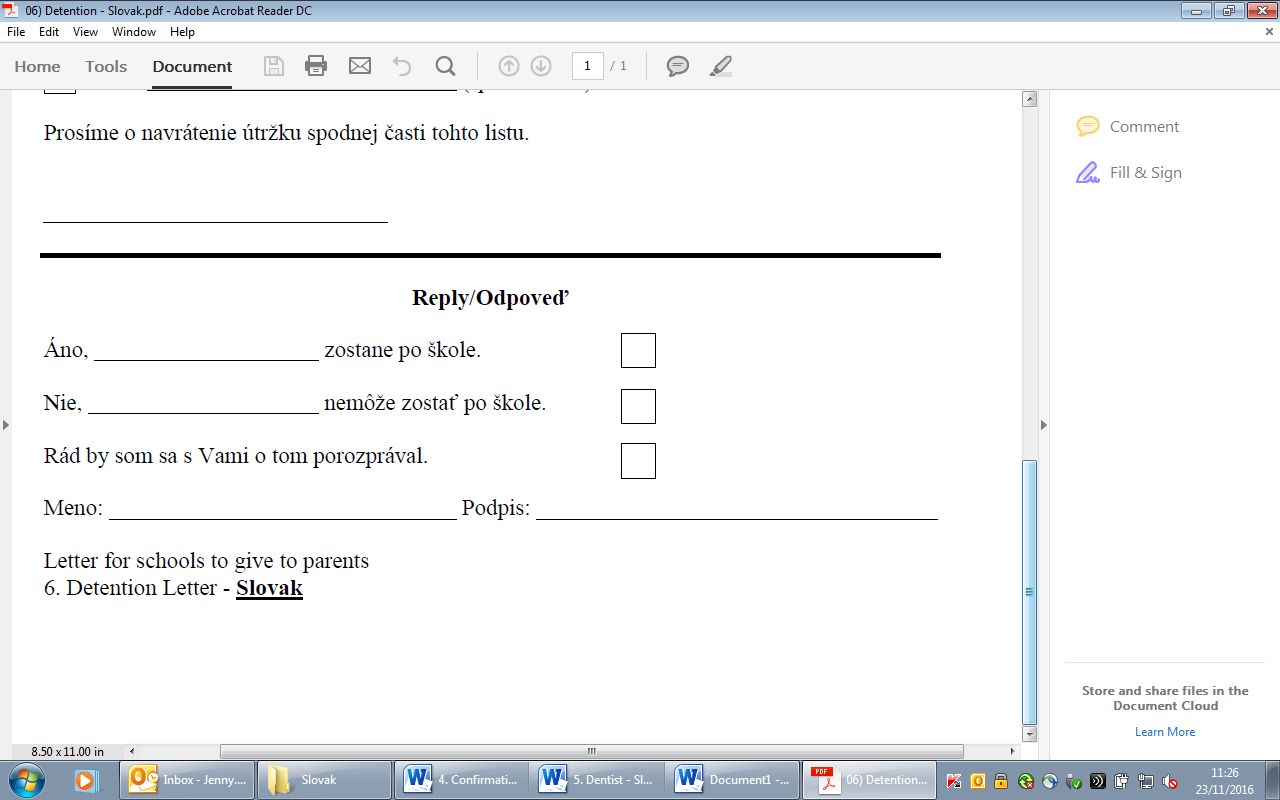 06) Detention - Slovak.pdf - Adobe Acrobat Reader DC
File Edit View Window Help
Home Tools Document 1 / 1
Prosíme o navrátenie útržku spodnej časti tohto listu.
Reply/Odpoveď
Áno, ____________________ zostane po škole.
Nie, ____________________ nemôže zostať po škole.
Rád by som sa s Vami o tom porozprával.
Meno: ____________________ Podpis: ____________________
Letter for schools to give to parents
6. Detention Letter - Slovak
Comment
Fill & Sign
Store and share files in the
Document Cloud
Learn More
8.50 x 11.00 in
Inbox - Jenny.... Slovak 4. Confirmati... 5. Dentist - Sl... Document1 -... PDF 06) Detention... 11:26
23/11/2016